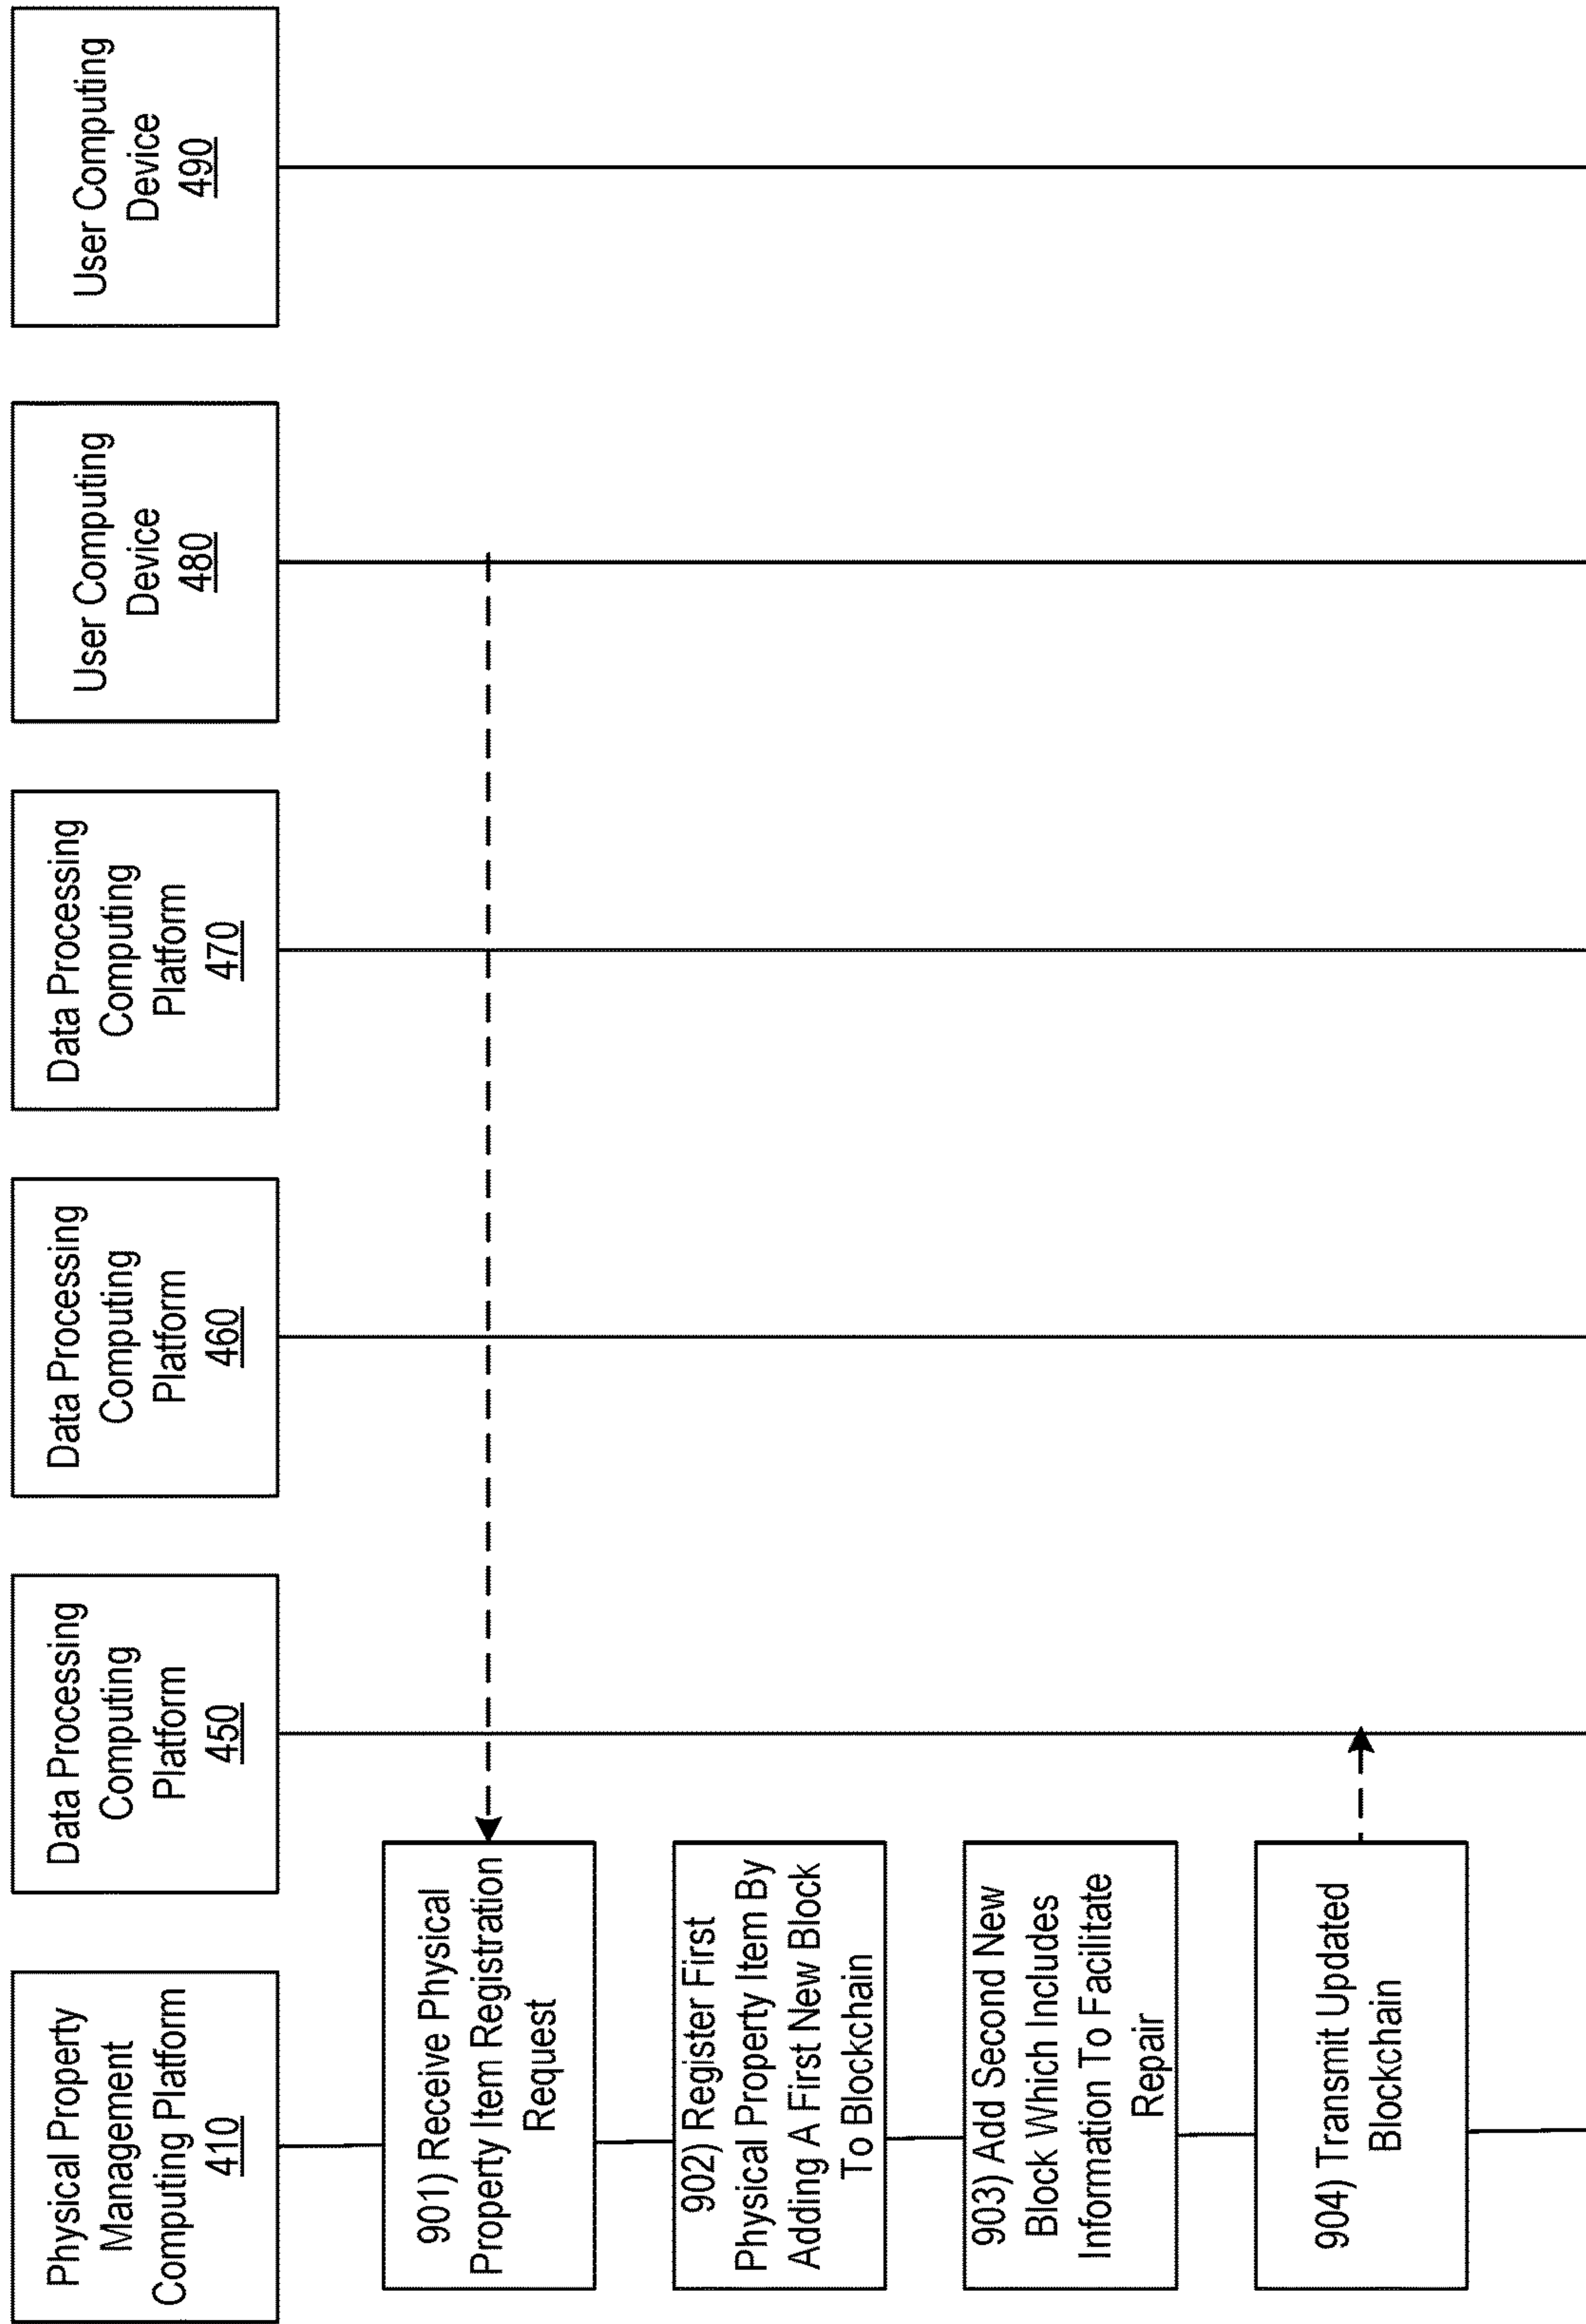 Physical Property
Management
Computing Platform
410
Data Processing
Computing
Platform
450
Data Processing
Computing
Platform
460
Data Processing
Computing
Platform
470
User Computing
Device
480
User Computing
Device
490
901) Receive Physical
Property Item Registration
Request
902) Register First
Physical Property Item By
Adding A First New Block
To Blockchain
903) Add Second New
Block Which Includes
Information To Facilitate
Repair
904) Transmit Updated
Blockchain